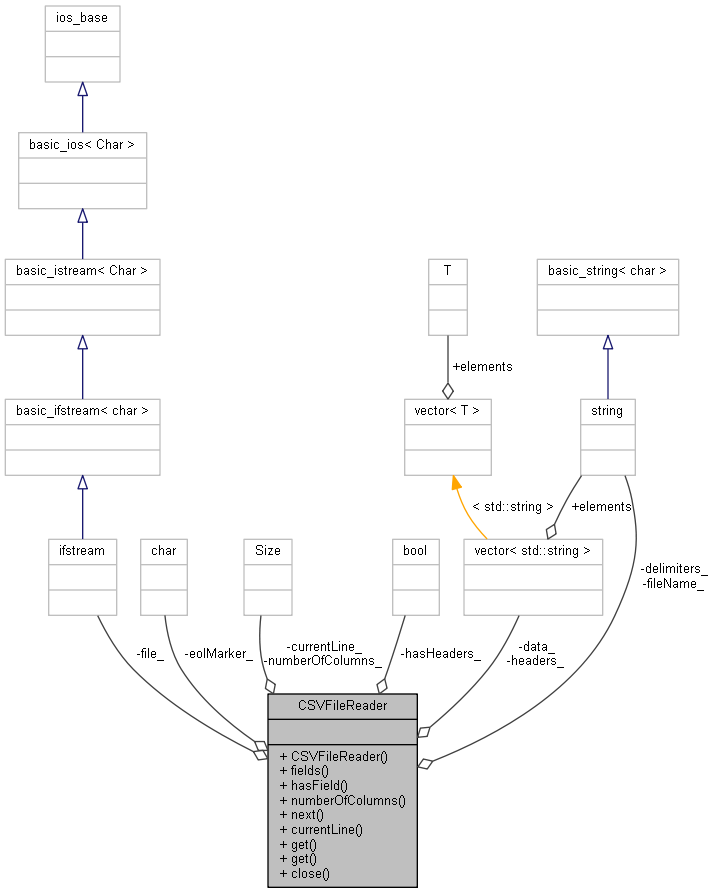 ios_base
basic_ios< Char >
basic_istream< Char >
T
basic_string< char >
+elements
basic_ifstream< char >
vector< T >
string
< std::string >
+elements
ifstream
char
Size
bool
vector< std::string >
-delimiters_
-fileName_
-file_
-eolMarker_
-currentLine_
-numberOfColumns_
-hasHeaders_
-data_
-headers_
CSVFileReader
+ CSVFileReader()
+ fields()
+ hasField()
+ numberOfColumns()
+ next()
+ currentLine()
+ get()
+ get()
+ close()